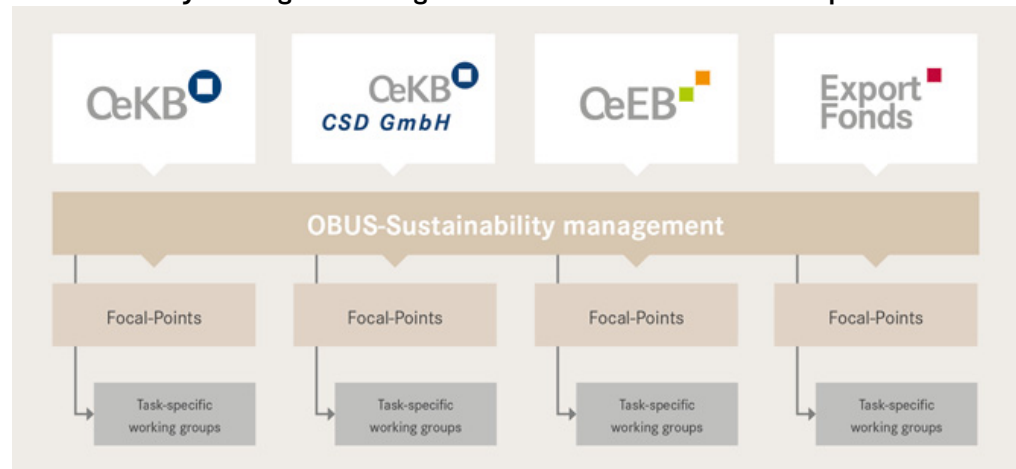 OeKB
OeKB
CSD GmbH
OeEB
Export
Fonds
OBUS-Sustainability management
Focal-Points
Focal-Points
Focal-Points
Focal-Points
Task-specific
working groups
Task-specific
working groups
Task-specific
working groups
Task-specific
working groups